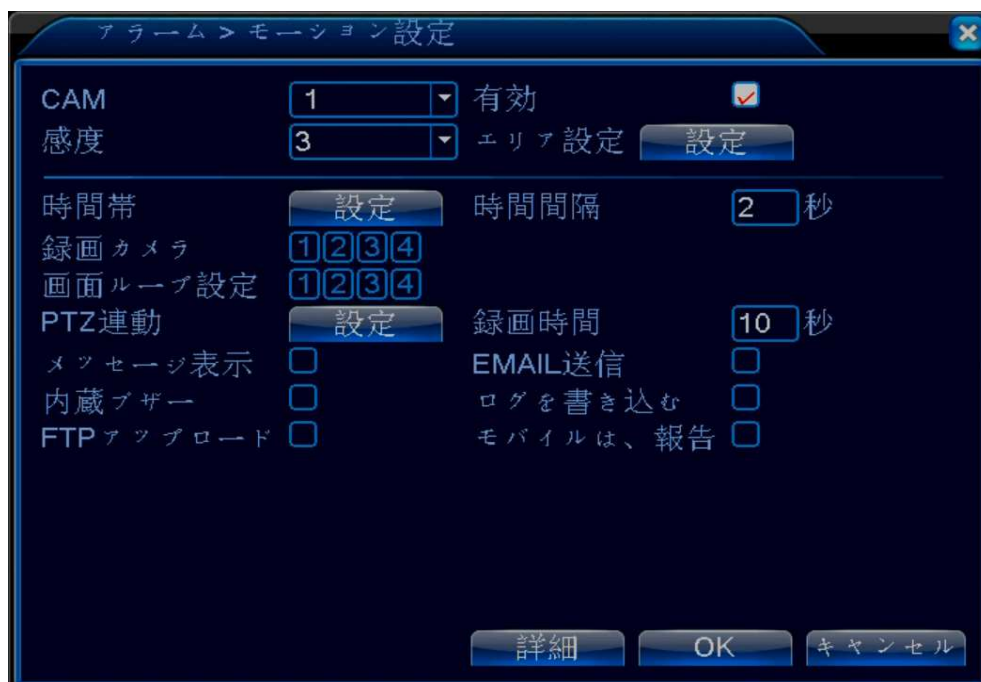 アラーム＞モーション設定
CAM 1 有効
感度 3 エリア設定 設定
時間帯 設定 時間間隔 2 秒
録画カメラ 1 2 3 4
画面ループ設定 1 2 3 4
PTZ連動 設定 録画時間 10 秒
メッセージ表示 EMAIL送信
内蔵ブザー ログを書き込む
FTPアップロード モバイルは、報告
詳細 OK キャンセル